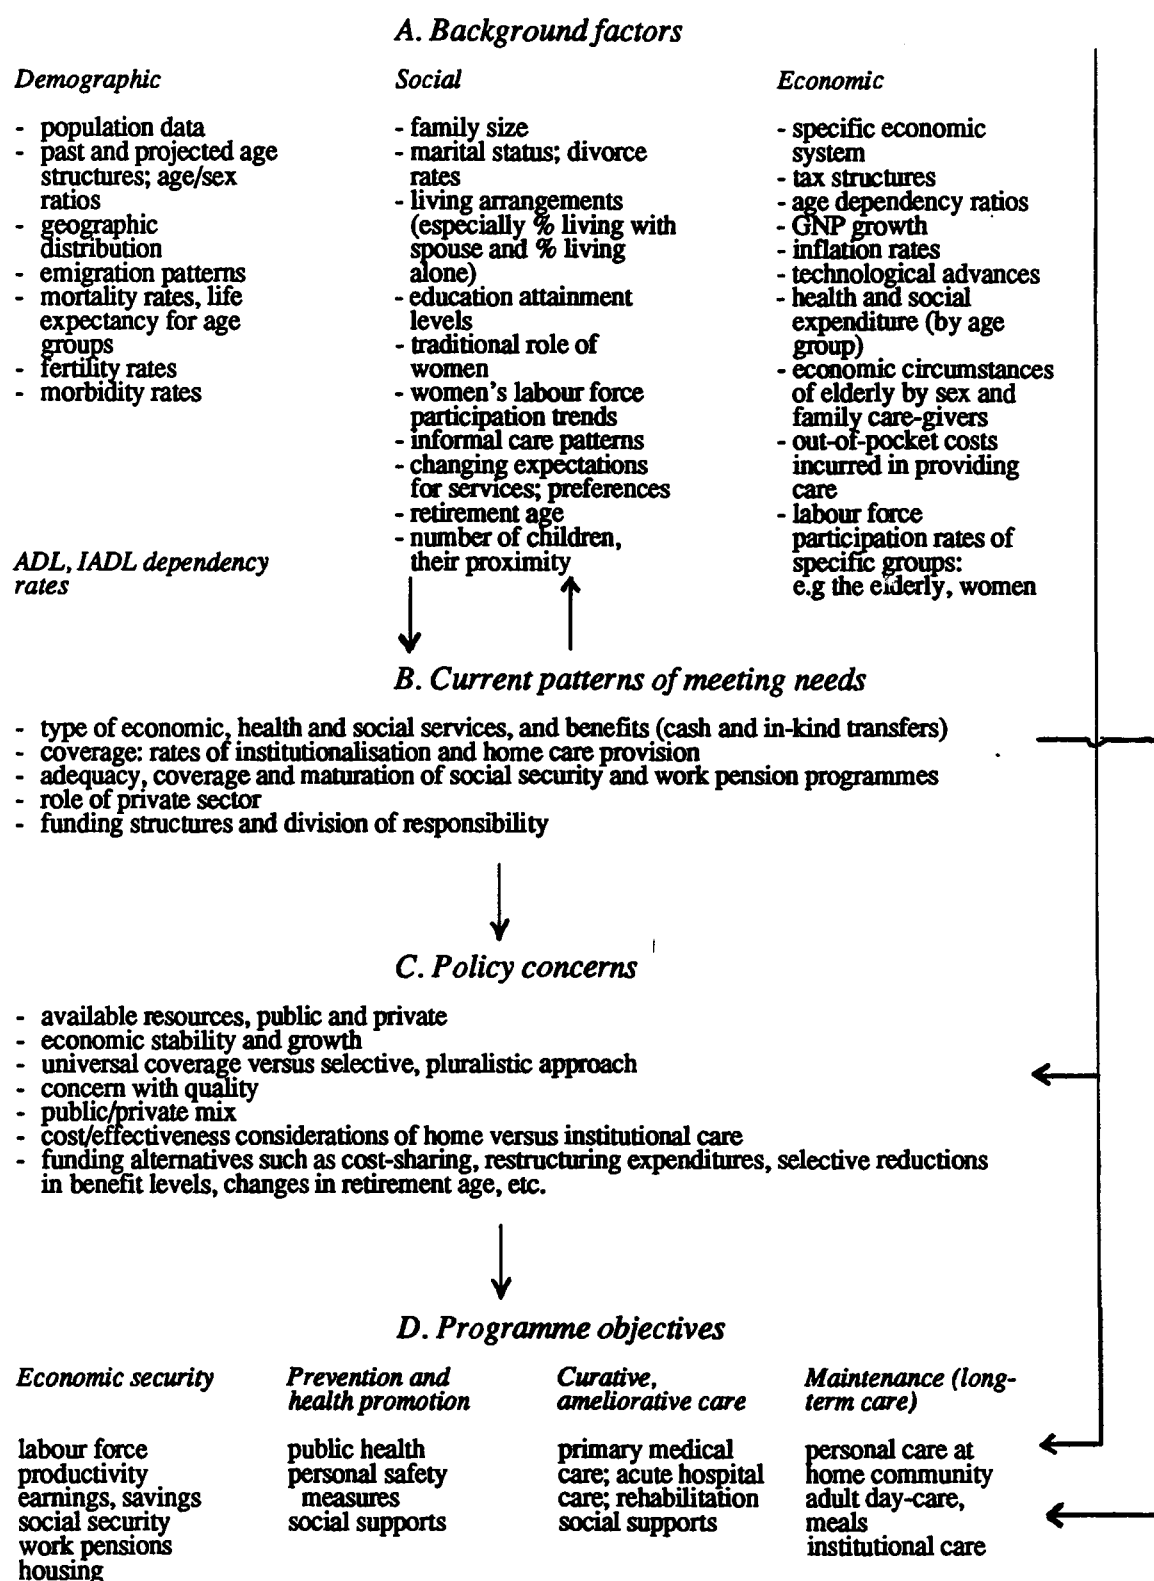 A. Background factors
Demographic
- population data
- past and projected age
structures; age/sex
ratios
- geographic
distribution
- emigration patterns
- mortality rates, life
expectancy for age
groups
- fertility rates
- morbidity rates
ADL, IADL dependency
rates
Social
- family size
- marital status; divorce
rates
- living arrangements
(especially % living with
spouse and % living
alone)
- education attainment
levels
- traditional role of
women
- women's labour force
participation trends
- informal care patterns
- changing expectations
for services; preferences
- retirement age
- number of children,
their proximity
Economic
- specific economic
system
- tax structures
- age dependency ratios
- GNP growth
- inflation rates
- technological advances
- health and social
expenditure (by age
group)
- economic circumstances
of elderly by sex and
family care-givers
- out-of-pocket costs
incurred in providing
care
- labour force
participation rates of
specific groups:
e.g the elderly, women
B. Current patterns of meeting needs
- type of economic, health and social services, and benefits (cash and in-kind transfers)
- coverage: rates of institutionalisation and home care provision
- adequacy, coverage and maturation of social security and work pension programmes
- role of private sector
- funding structures and division of responsibility
C. Policy concerns
- available resources, public and private
- economic stability and growth
- universal coverage versus selective, pluralistic approach
- concern with quality
- public/private mix
- cost/effectiveness considerations of home versus institutional care
- funding alternatives such as cost-sharing, restructuring expenditures, selective reductions
in benefit levels, changes in retirement age, etc.
D. Programme objectives
Economic security
labour force
productivity
earnings, savings
social security
work pensions
housing
Prevention and
health promotion
public health
personal safety
measures
social supports
Curative,
ameliorative care
primary medical
care; acute hospital
care; rehabilitation
social supports
Maintenance (long-
term care)
personal care at
home community
adult day-care,
meals
institutional care